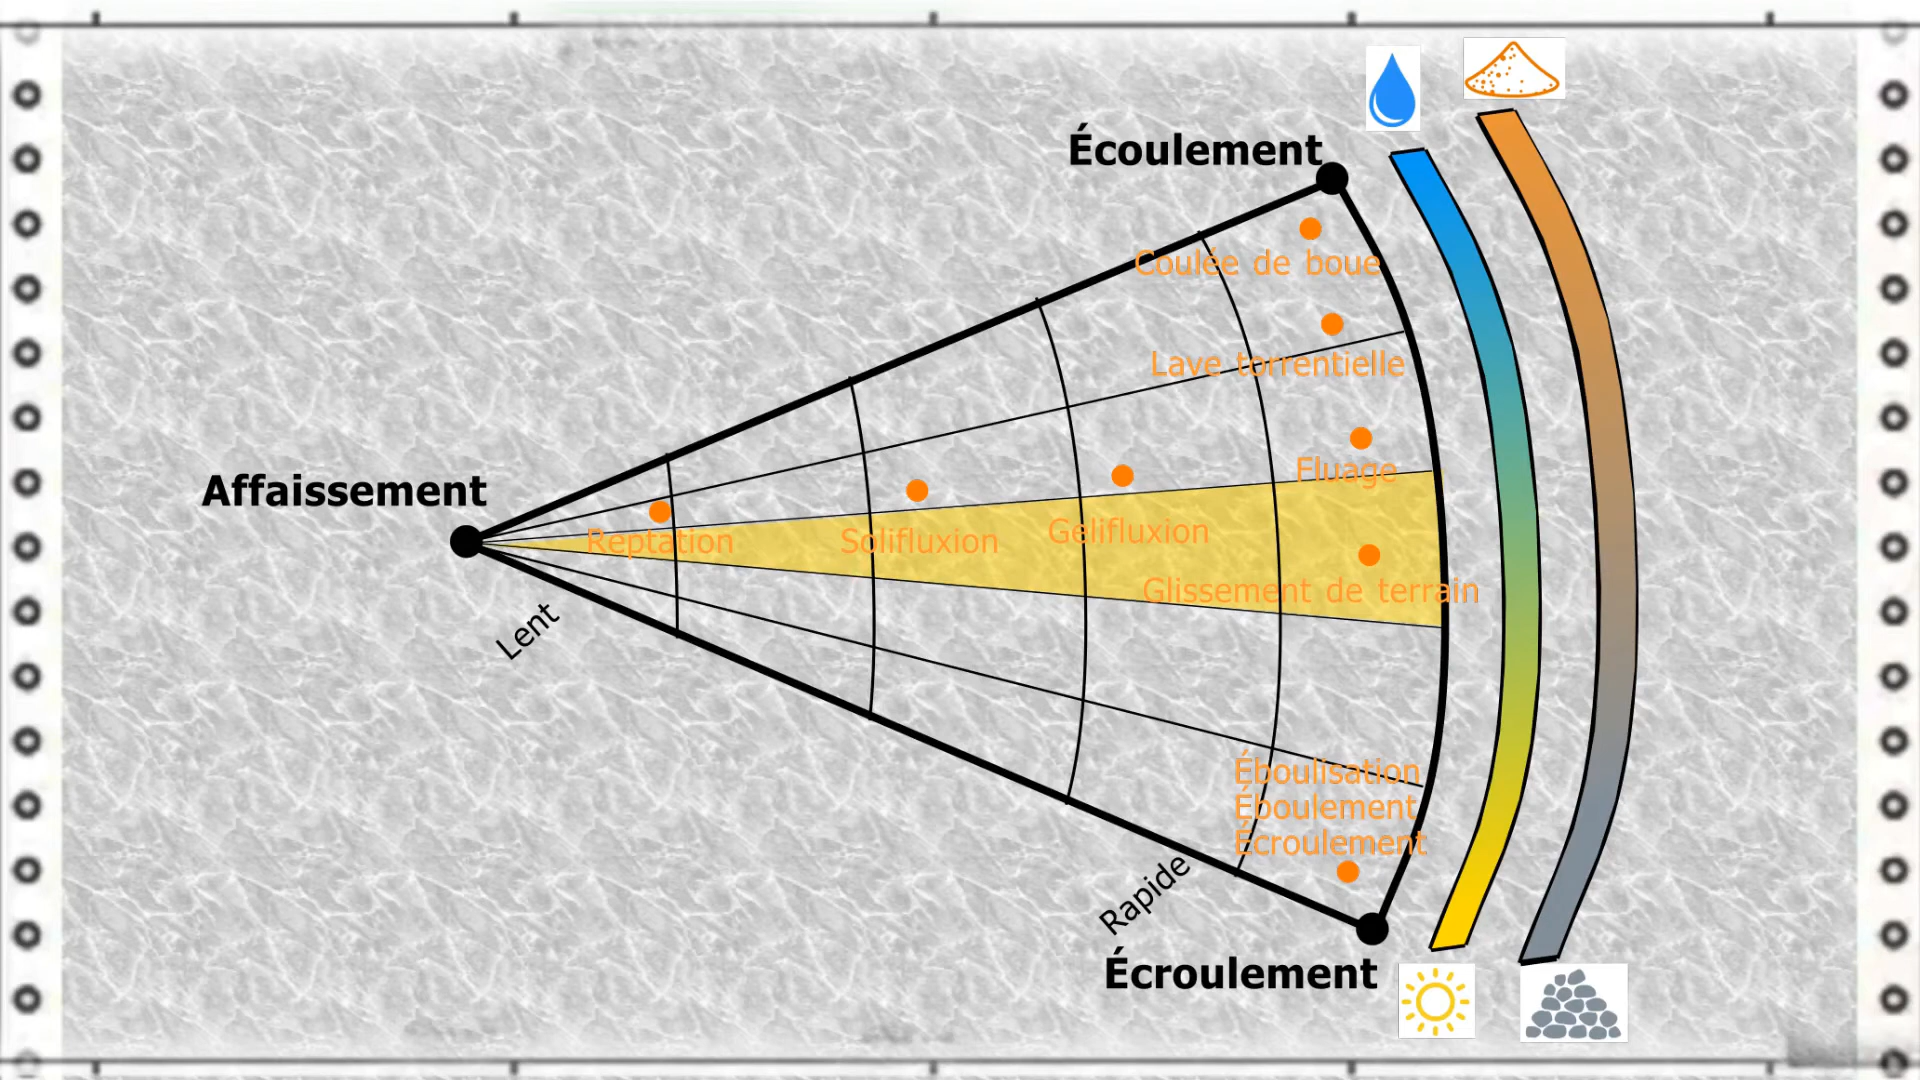 Écoulement
Coulée de boue
Lave torrentielle
Fluage
Affaissement
Reptation
Solifluxion
Gélifluxion
Glissement de terrain
Lent
Éboulisation
Éboulement
Écroulement
Rapide
Écroulement